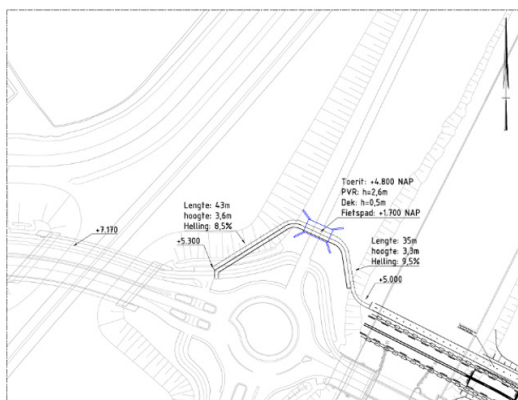 Toerit: +4.800 NAP
PVR: h=2,6m
Dek: h=0,5m
Fietspad: +1.700 NAP
Lengte: 43m
hoogte: 3,6m
Helling: 8,5%
+7.170
+5.300
Lengte: 35m
hoogte: 3,3m
Helling: 9,5%
+5.000